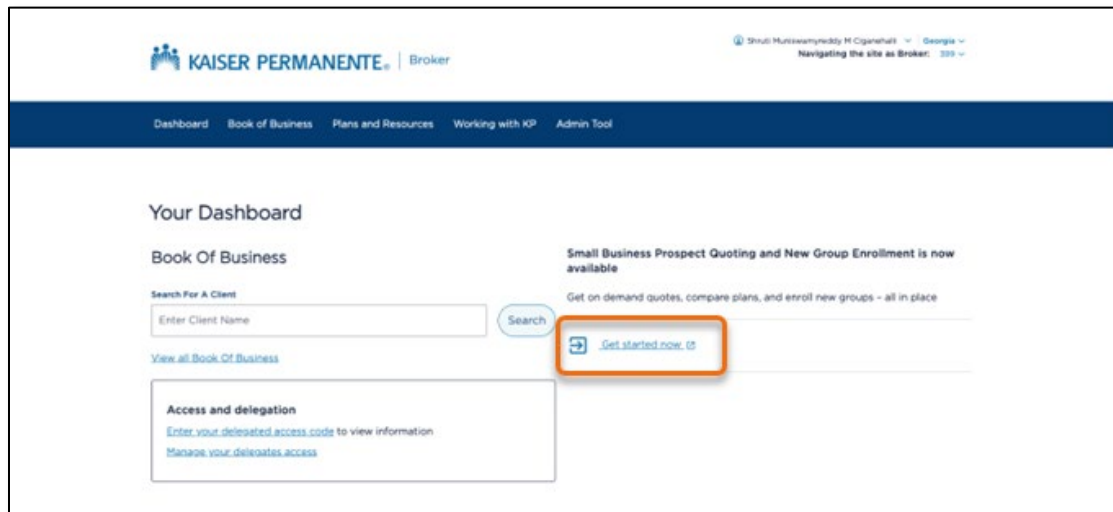 Shruti Muniswamyreddy M Ciganahalli Georgia
KAISER PERMANENTE® | Broker
Navigating the site as Broker: 399
Dashboard Book of Business Plans and Resources Working with KP Admin Tool
Your Dashboard
Book Of Business
Search For A Client
Enter Client Name
Search
View all Book Of Business
Access and delegation
Enter your delegated access code to view information
Manage your delegates access
Small Business Prospect Quoting and New Group Enrollment is now
available
Get on demand quotes, compare plans, and enroll new groups – all in place
Get started now